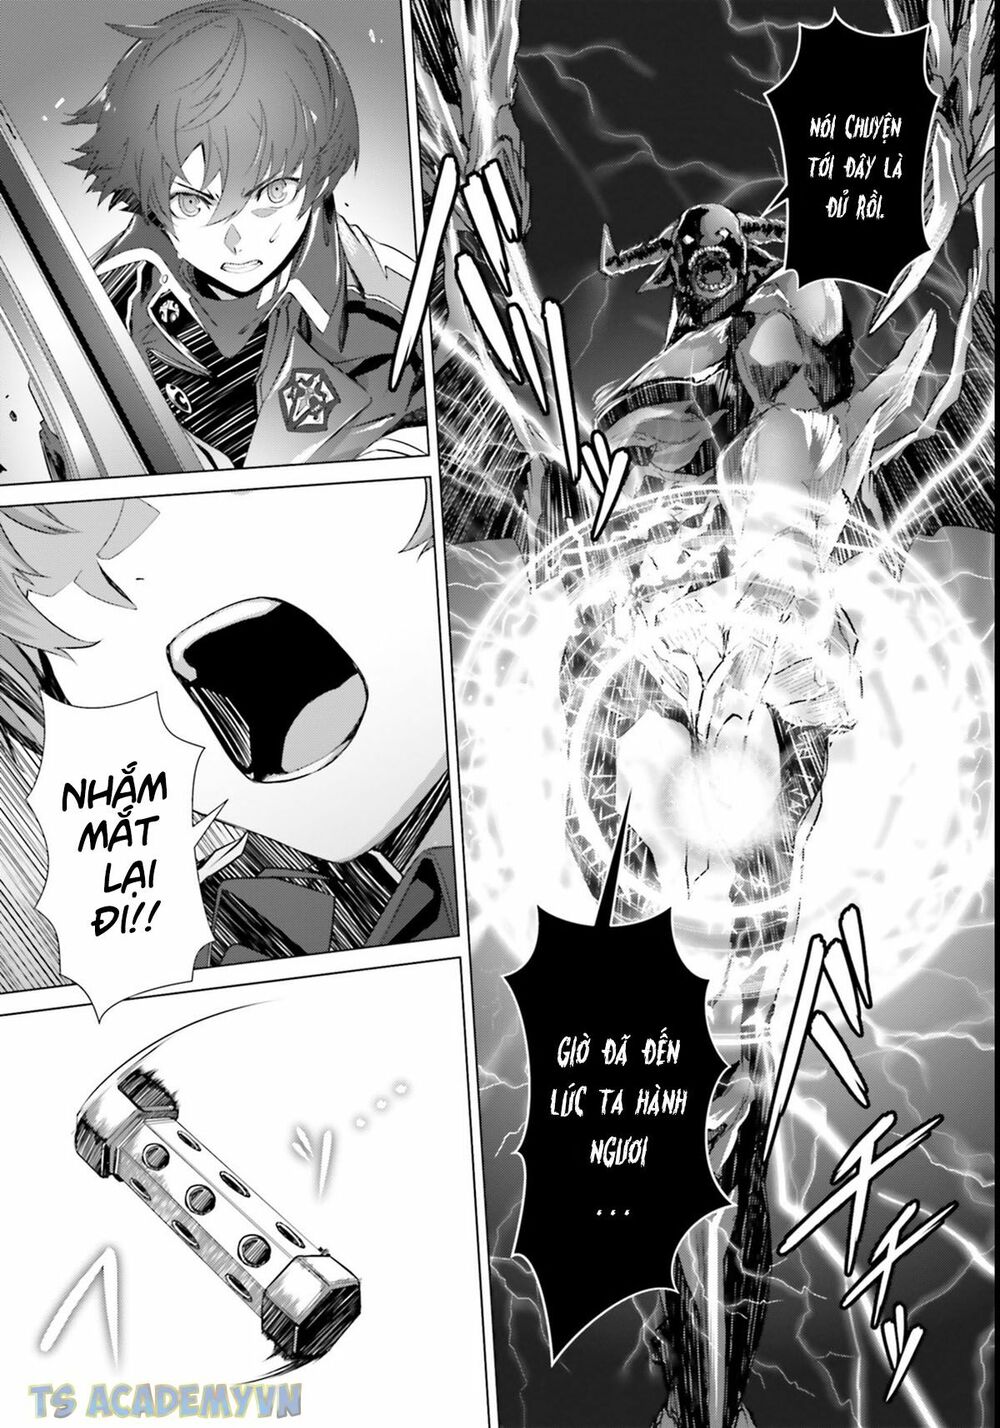 NÓI CHUYỆN
TỚI ĐÂY LÀ
ĐỦ RỒI.
GIỜ ĐÃ ĐẾN
LÚC TA HÀNH
NGƯƠI
...
NHẮM
MẮT
LẠI
ĐI!!
TS ACADEMYVN